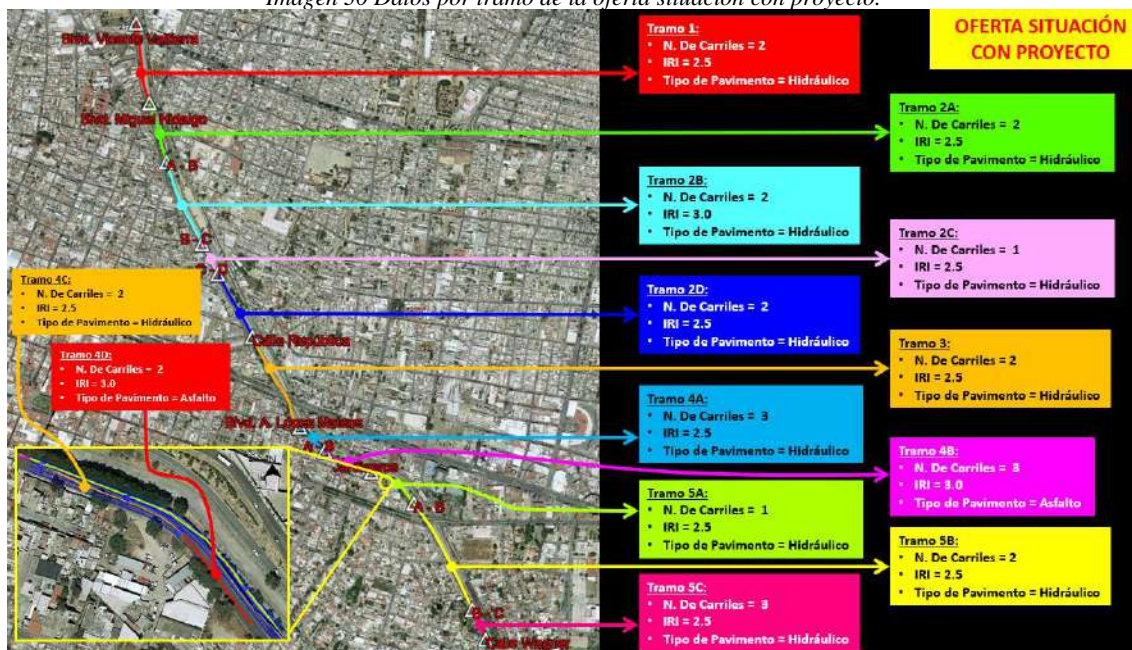 Imagen 50 Datos por tramo de la oferta situación con proyecto.
OFERTA SITUACIÓN
CON PROYECTO
Blvd. Vicente Valtierra
Blvd. Miguel Hidalgo
A - B
B - C
C - D
Calle República
Blvd. A. López Mateos
A - B
A - B
B - C
Calle Wagner
Tramo 1:
• N. De Carriles = 2
• IRI = 2.5
• Tipo de Pavimento = Hidráulico
Tramo 2A:
• N. De Carriles = 2
• IRI = 2.5
• Tipo de Pavimento = Hidráulico
Tramo 2B:
• N. De Carriles = 2
• IRI = 3.0
• Tipo de Pavimento = Hidráulico
Tramo 2C:
• N. De Carriles = 1
• IRI = 2.5
• Tipo de Pavimento = Hidráulico
Tramo 4C:
• N. De Carriles = 2
• IRI = 2.5
• Tipo de Pavimento = Hidráulico
Tramo 2D:
• N. De Carriles = 2
• IRI = 2.5
• Tipo de Pavimento = Hidráulico
Tramo 4D:
• N. De Carriles = 2
• IRI = 3.0
• Tipo de Pavimento = Asfalto
Tramo 3:
• N. De Carriles = 2
• IRI = 2.5
• Tipo de Pavimento = Hidráulico
Tramo 4A:
• N. De Carriles = 3
• IRI = 2.5
• Tipo de Pavimento = Hidráulico
Tramo 4B:
• N. De Carriles = 3
• IRI = 3.0
• Tipo de Pavimento = Asfalto
Tramo 5A:
• N. De Carriles = 1
• IRI = 2.5
• Tipo de Pavimento = Hidráulico
Tramo 5B:
• N. De Carriles = 2
• IRI = 2.5
• Tipo de Pavimento = Hidráulico
Tramo 5C:
• N. De Carriles = 3
• IRI = 2.5
• Tipo de Pavimento = Hidráulico